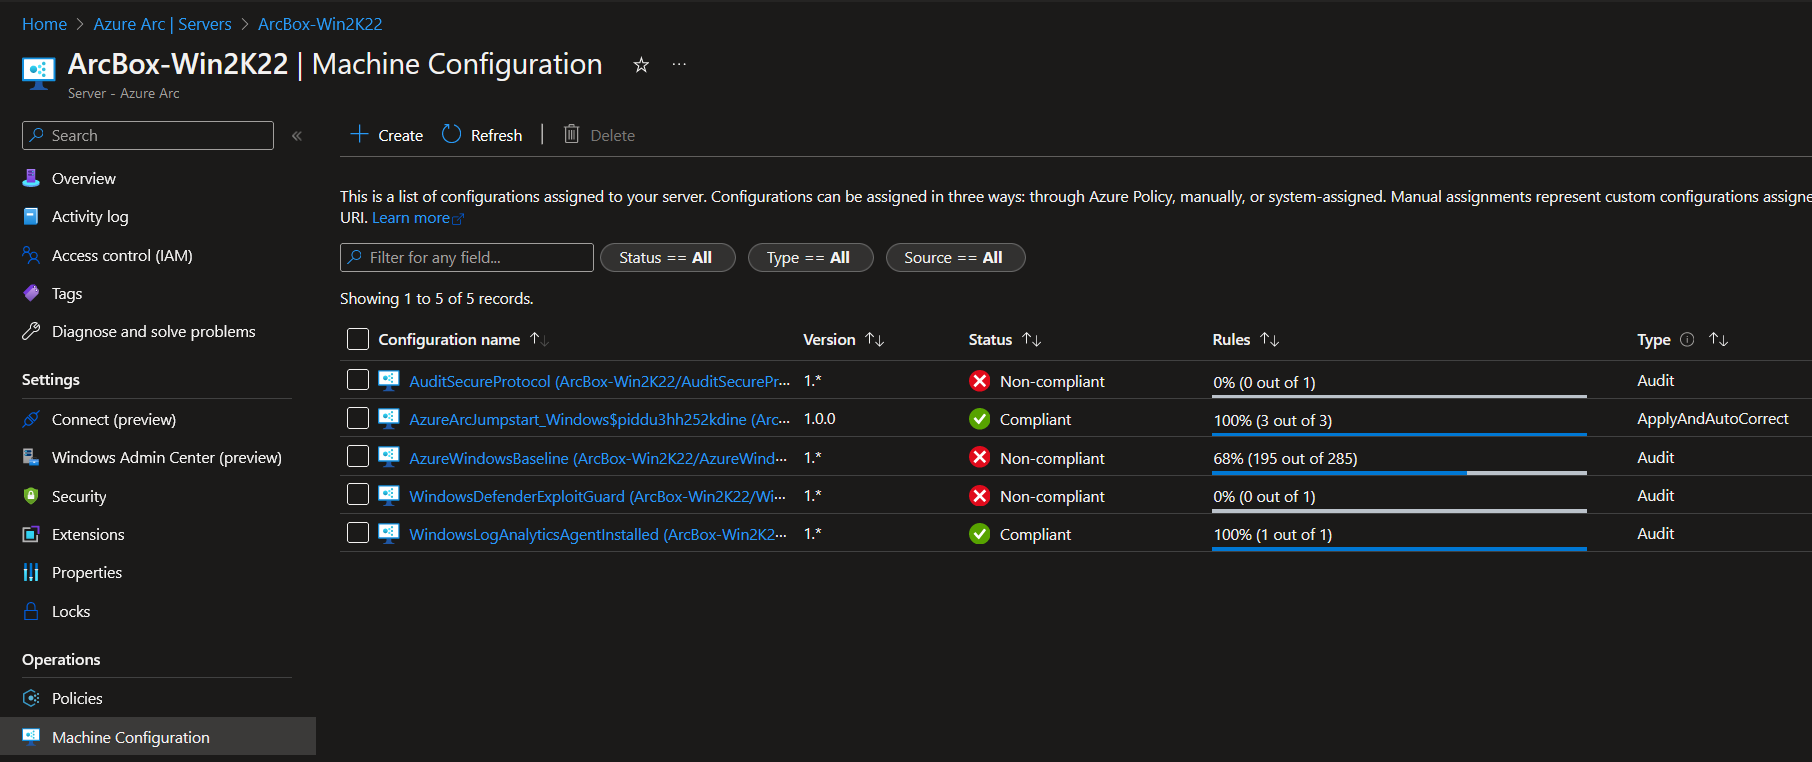 Home > Azure Arc | Servers > ArcBox-Win2K22
ArcBox-Win2K22 | Machine Configuration ...
Server - Azure Arc
Search
Overview
Activity log
Access control (IAM)
Tags
Diagnose and solve problems
Settings
Connect (preview)
Windows Admin Center (preview)
Security
Extensions
Properties
Locks
Operations
Policies
Machine Configuration
Create Refresh | Delete
This is a list of configurations assigned to your server. Configurations can be assigned in three ways: through Azure Policy, manually, or system-assigned. Manual assignments represent custom configurations assigne
URI. Learn more
Filter for any field... Status == All Type == All Source == All
Showing 1 to 5 of 5 records.
Configuration name ↑↓ Version ↑↓ Status ↑↓ Rules ↑↓ Type ↑↓
AuditSecureProtocol (ArcBox-Win2K22/AuditSecurePr... 1.* Non-compliant 0% (0 out of 1) Audit
AzureArcJumpstart_Windows$piddu3hh252kdine (Arc... 1.0.0 Compliant 100% (3 out of 3) ApplyAndAutoCorrect
AzureWindowsBaseline (ArcBox-Win2K22/AzureWind... 1.* Non-compliant 68% (195 out of 285) Audit
WindowsDefenderExploitGuard (ArcBox-Win2K22/Wi... 1.* Non-compliant 0% (0 out of 1) Audit
WindowsLogAnalyticsAgentInstalled (ArcBox-Win2K2... 1.* Compliant 100% (1 out of 1) Audit